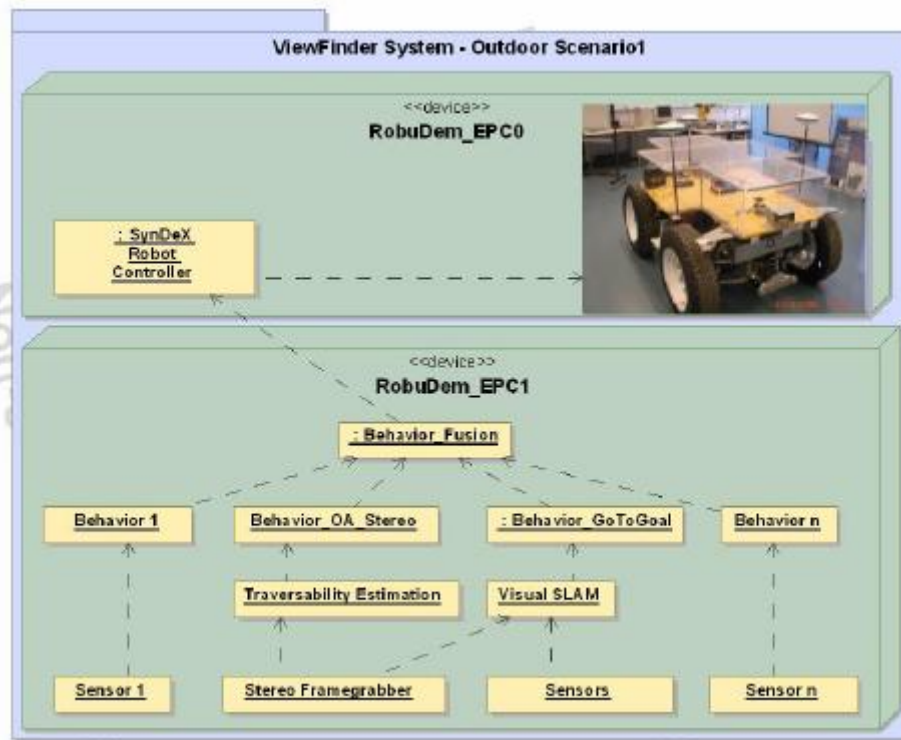 ViewFinder System - Outdoor Scenario1
<<device>>
RobuDem_EPC0
: SynDeX
Robot
Controller
<<device>>
RobuDem_EPC1
: Behavior_Fusion
Behavior 1
Behavior_OA_Stereo
: Behavior_GoToGoal
Behavior n
Traversability Estimation
Visual SLAM
Sensor 1
Stereo Framegrabber
Sensors
Sensor n